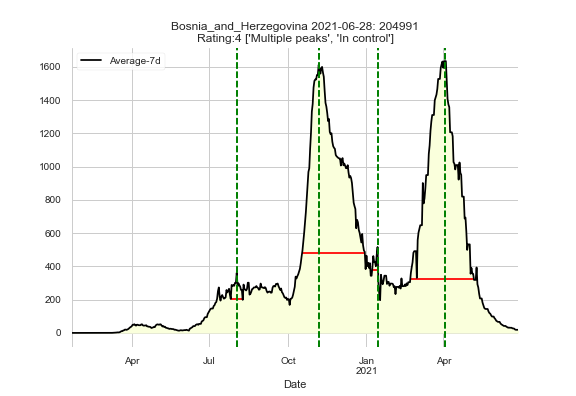 Bosnia_and_Herzegovina 2021-06-28: 204991
Rating:4 ['Multiple peaks', 'In control']
Average-7d
1600
1400
1200
1000
800
600
400
200
0
Apr Jul Oct Jan Apr
2021
Date